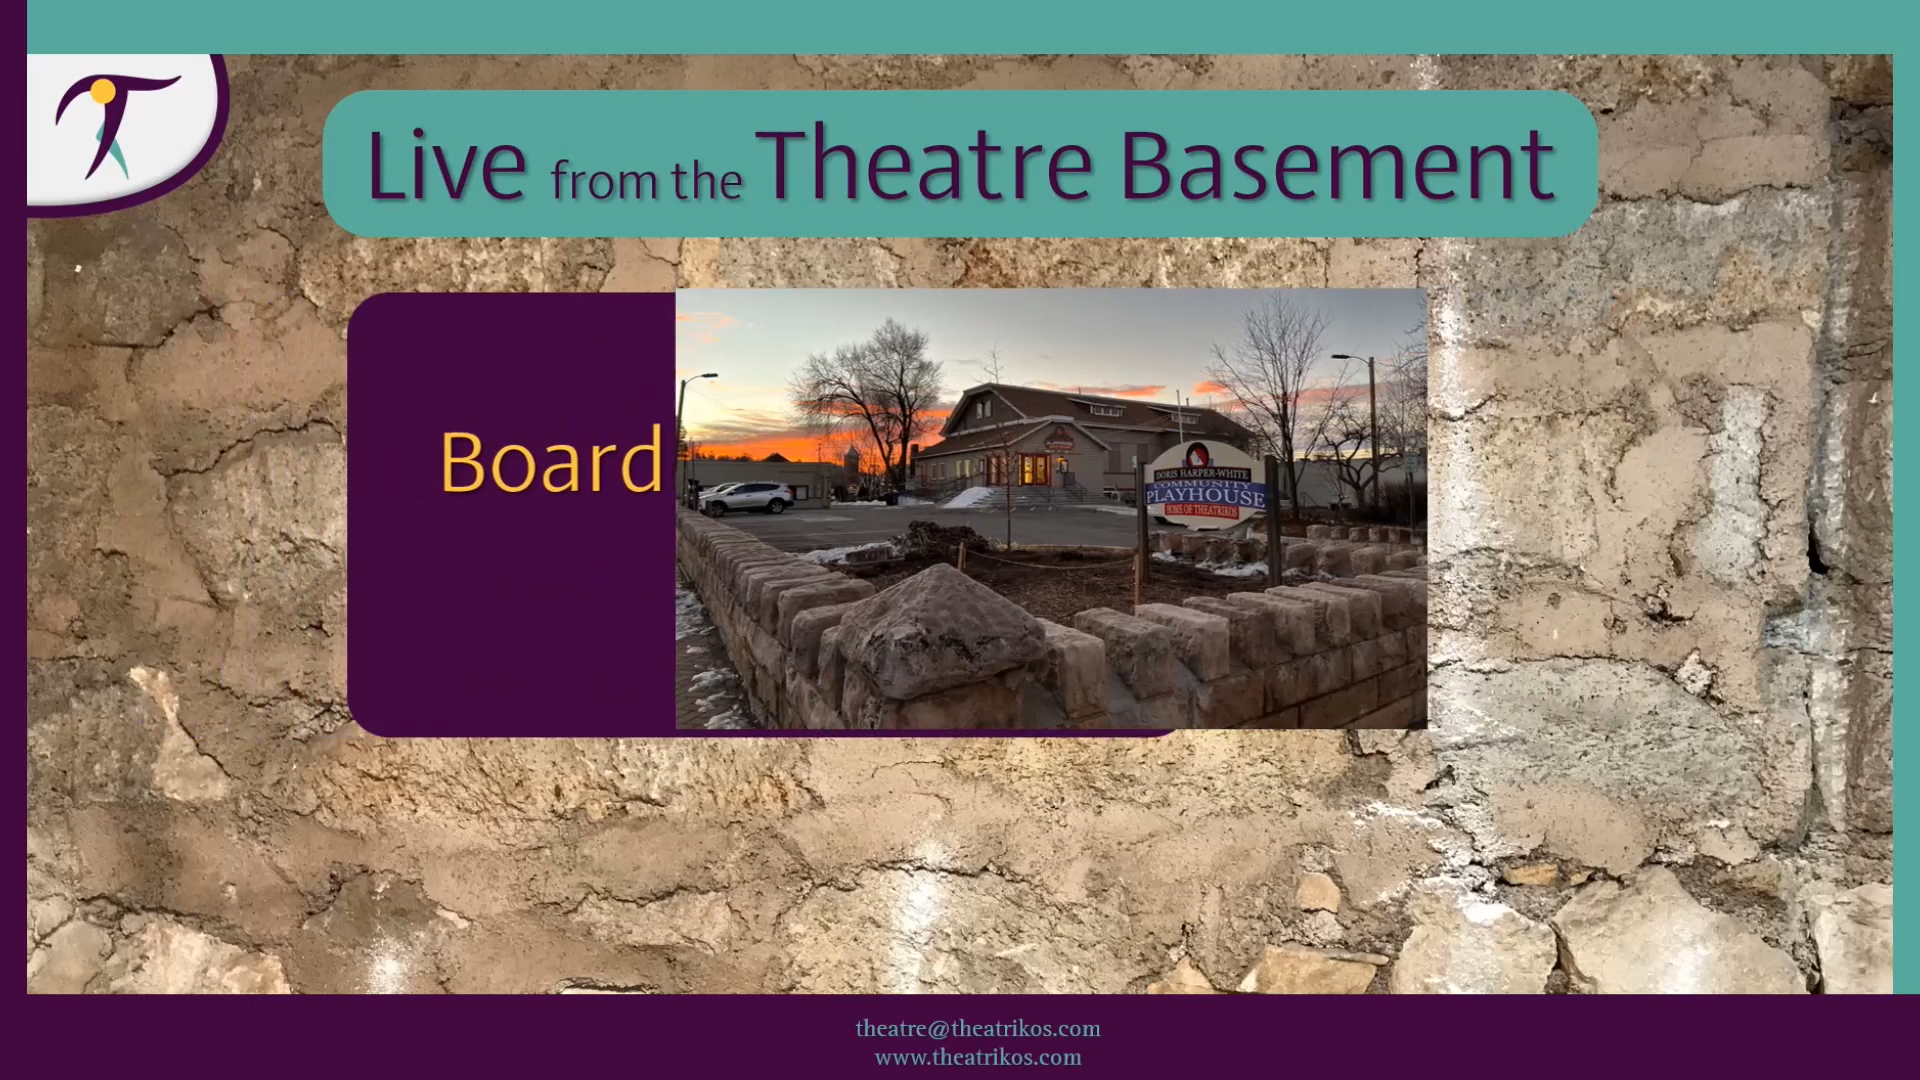 Live from the Theatre Basement
Board
DORIS HARPER-WHITE
COMMUNITY
PLAYHOUSE
HOME OF THEATRIKOS
theatre@theatrikos.com
www.theatrikos.com